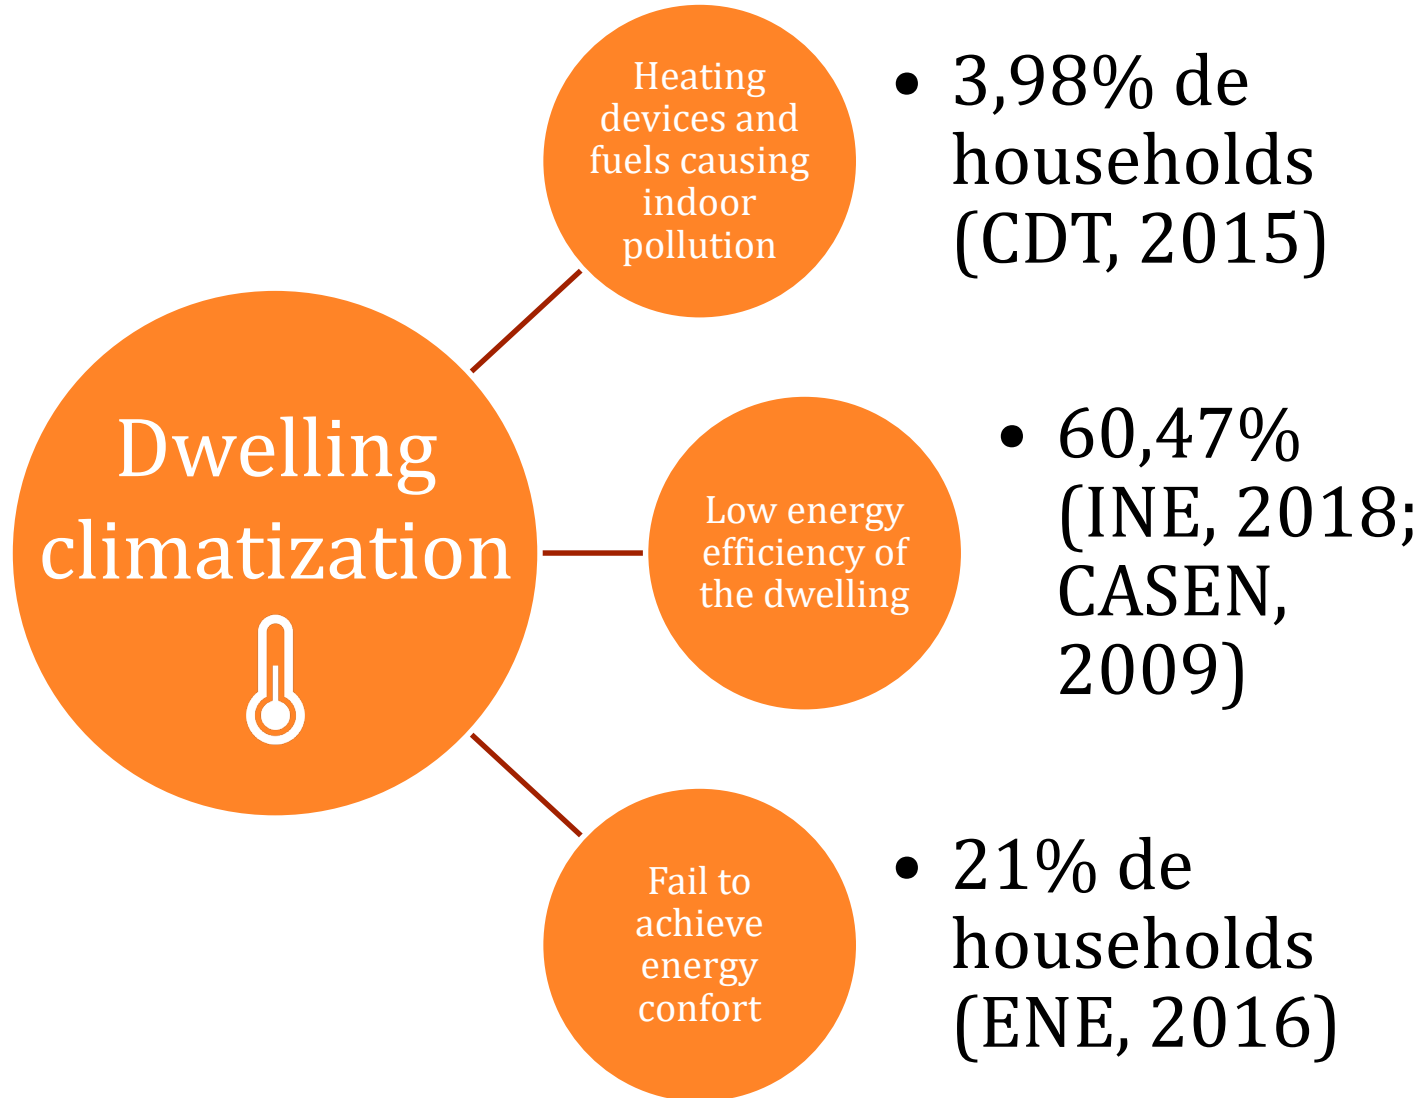 Dwelling
climatization
Heating
devices and
fuels causing
indoor
pollution
• 3,98% de
households
(CDT, 2015)
Low energy
efficiency of
the dwelling
• 60,47%
(INE, 2018;
CASEN,
2009)
Fail to
achieve
energy
confort
• 21% de
households
(ENE, 2016)